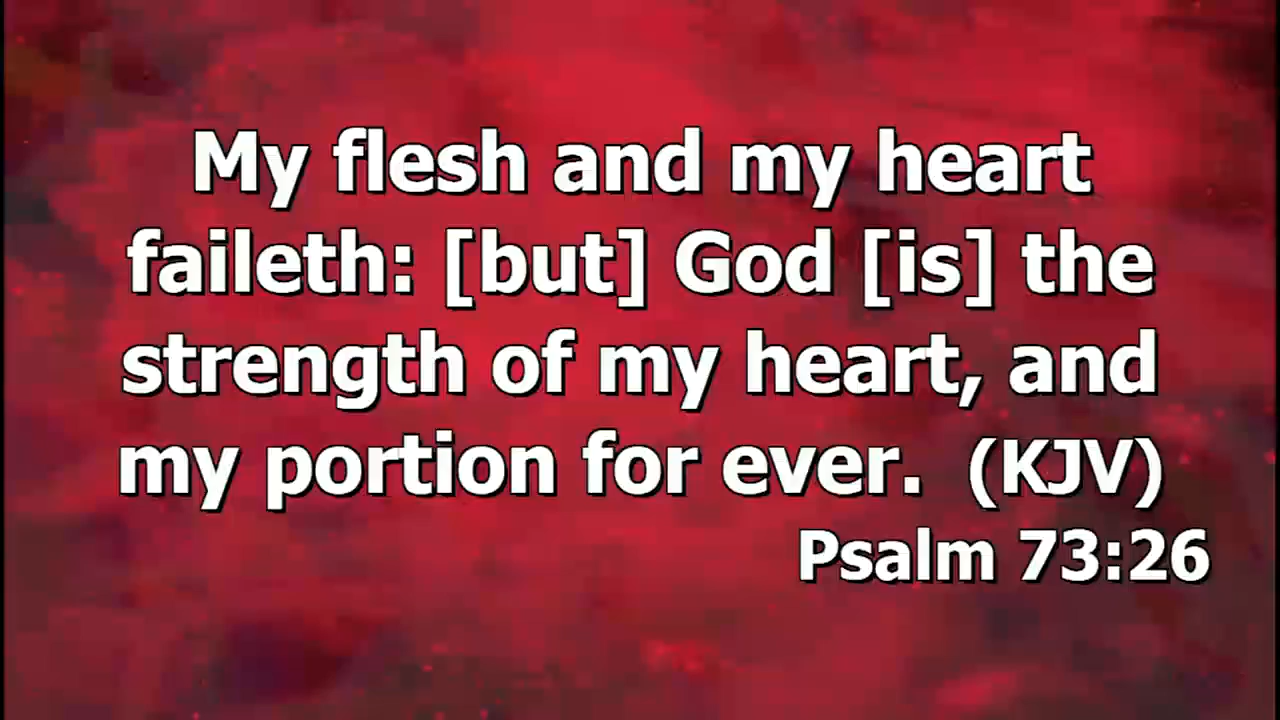 My flesh and my heart
faileth: [but] God [is] the
strength of my heart, and
my portion for ever.  (KJV)
Psalm 73:26